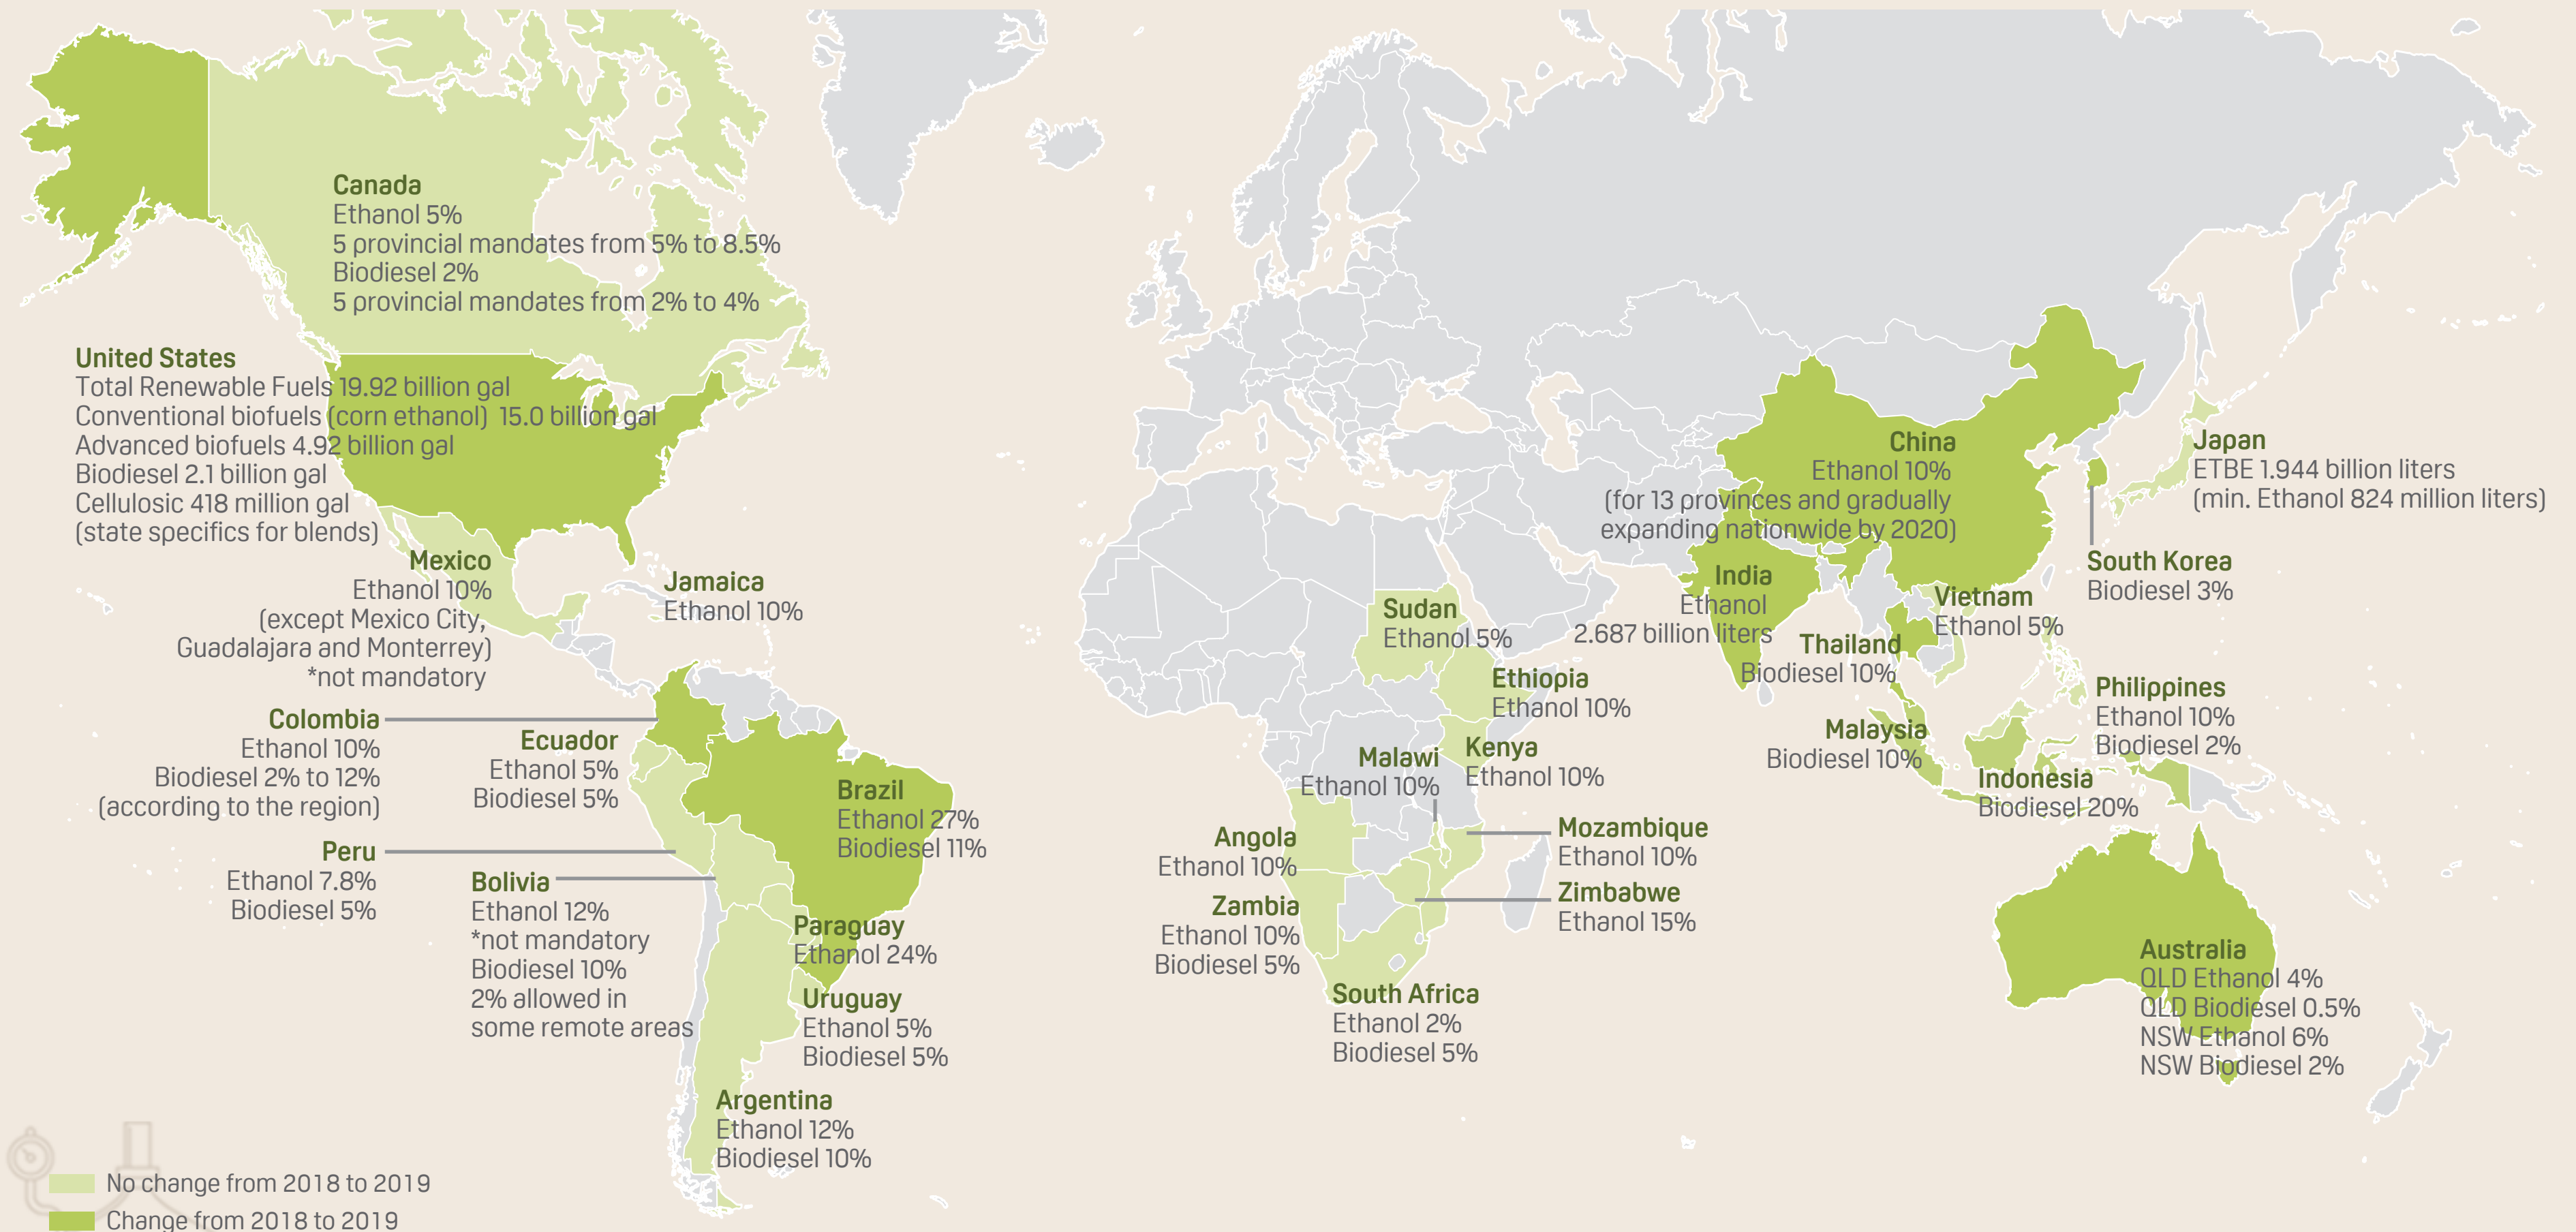 Canada
Ethanol 5%
5 provincial mandates from 5% to 8.5%
Biodiesel 2%
5 provincial mandates from 2% to 4%
United States
Total Renewable Fuels 19.92 billion gal
Conventional biofuels (corn ethanol) 15.0 billion gal
Advanced biofuels 4.92 billion gal
Biodiesel 2.1 billion gal
Cellulosic 418 million gal
(state specifics for blends)
Mexico
Ethanol 10%
(except Mexico City,
Guadalajara and Monterrey)
*not mandatory
Jamaica
Ethanol 10%
Colombia
Ethanol 10%
Biodiesel 2% to 12%
(according to the region)
Ecuador
Ethanol 5%
Biodiesel 5%
Brazil
Ethanol 27%
Biodiesel 11%
Peru
Ethanol 7.8%
Biodiesel 5%
Bolivia
Ethanol 12%
*not mandatory
Biodiesel 10%
2% allowed in
some remote areas
Paraguay
Ethanol 24%
Uruguay
Ethanol 5%
Biodiesel 5%
Argentina
Ethanol 12%
Biodiesel 10%
Sudan
Ethanol 5%
Ethiopia
Ethanol 10%
Malawi
Ethanol 10%
Kenya
Ethanol 10%
Angola
Ethanol 10%
Mozambique
Ethanol 10%
Zambia
Ethanol 10%
Biodiesel 5%
Zimbabwe
Ethanol 15%
South Africa
Ethanol 2%
Biodiesel 5%
China
Ethanol 10%
(for 13 provinces and gradually
expanding nationwide by 2020)
Japan
ETBE 1.944 billion liters
(min. Ethanol 824 million liters)
South Korea
Biodiesel 3%
India
Ethanol
2.687 billion liters
Vietnam
Ethanol 5%
Thailand
Biodiesel 10%
Philippines
Ethanol 10%
Biodiesel 2%
Malaysia
Biodiesel 10%
Indonesia
Biodiesel 20%
Australia
QLD Ethanol 4%
QLD Biodiesel 0.5%
NSW Ethanol 6%
NSW Biodiesel 2%
No change from 2018 to 2019
Change from 2018 to 2019